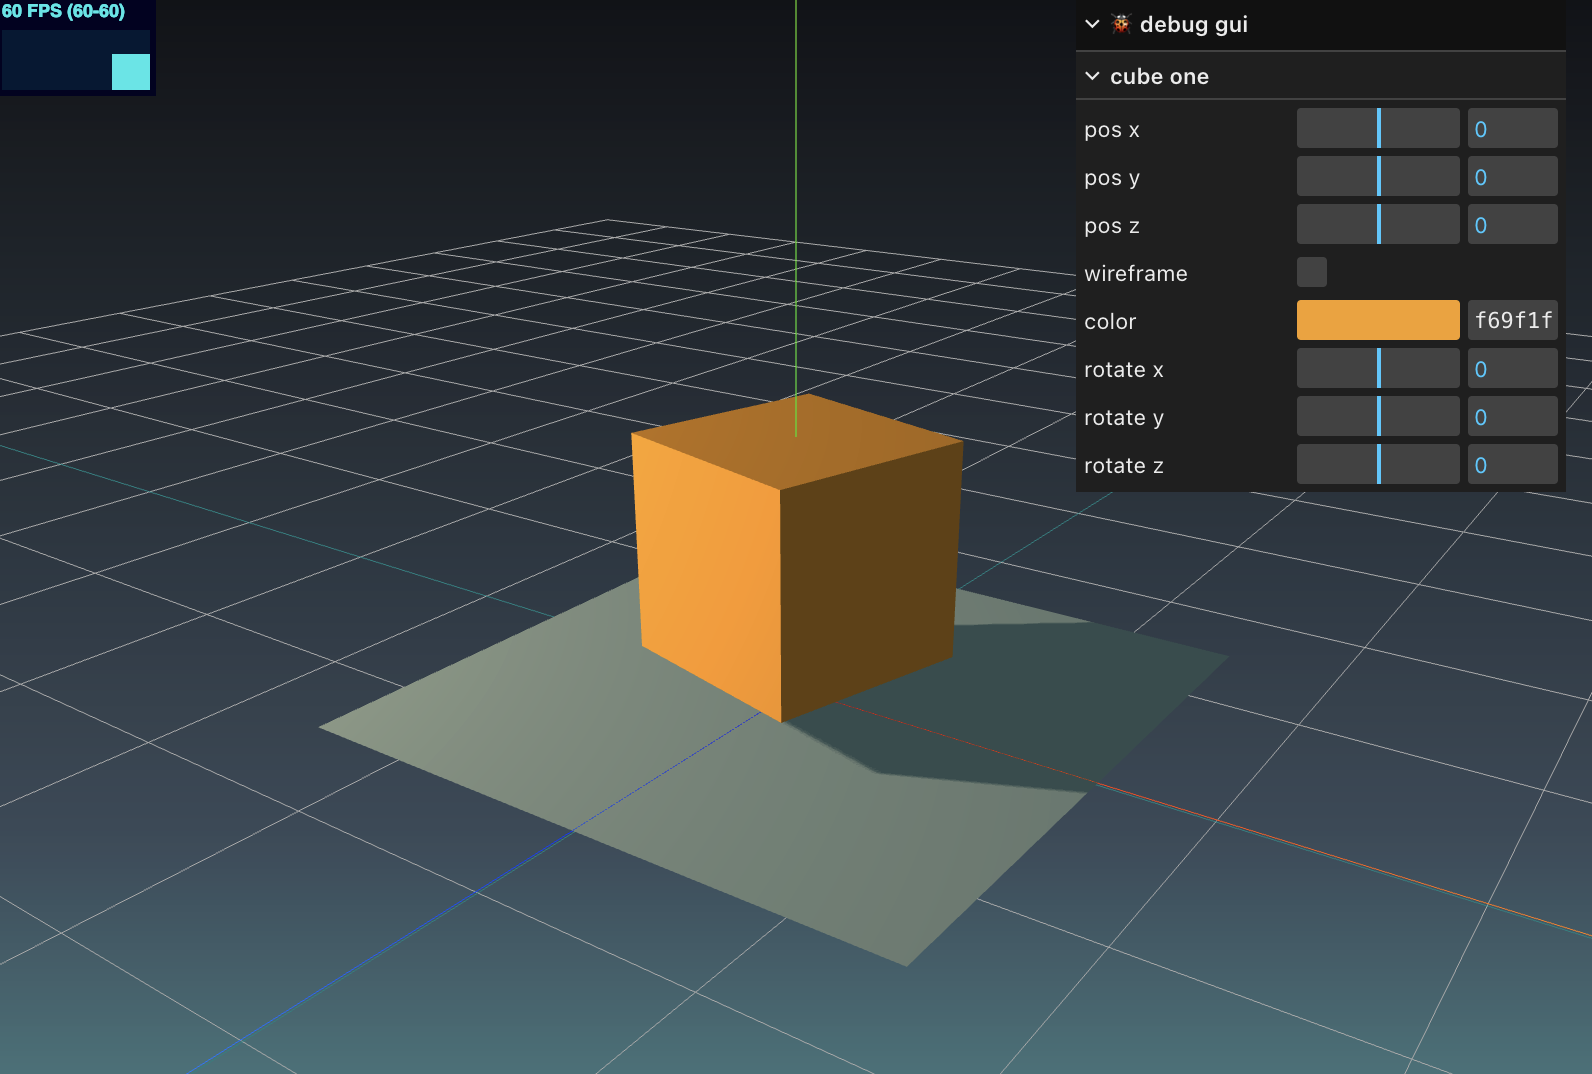 60 FPS (60-60)
🐞 debug gui
cube one
pos x 0
pos y 0
pos z 0
wireframe
color f69f1f
rotate x 0
rotate y 0
rotate z 0